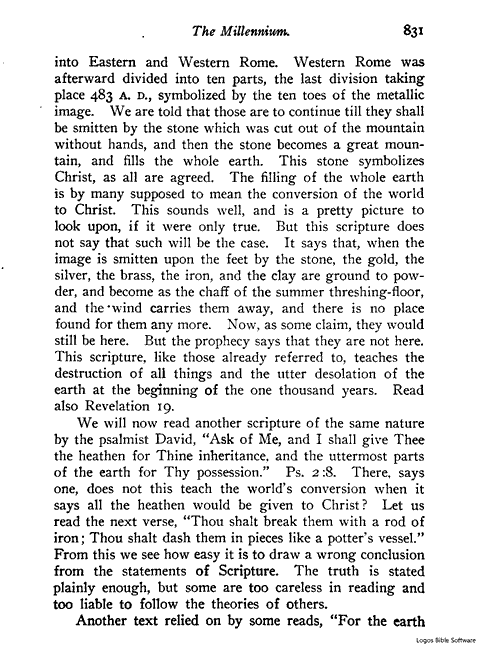 The Millennium. 831
into Eastern and Western Rome. Western Rome was
afterward divided into ten parts, the last division taking
place 483 A. D., symbolized by the ten toes of the metallic
image. We are told that those are to continue till they shall
be smitten by the stone which was cut out of the mountain
without hands, and then the stone becomes a great moun-
tain, and fills the whole earth. This stone symbolizes
Christ, as all are agreed. The filling of the whole earth
is by many supposed to mean the conversion of the world
to Christ. This sounds well, and is a pretty picture to
look upon, if it were only true. But this scripture does
not say that such will be the case. It says that, when the
image is smitten upon the feet by the stone, the gold, the
silver, the brass, the iron, and the clay are ground to pow-
der, and become as the chaff of the summer threshing-floor,
and the wind carries them away, and there is no place
found for them any more. Now, as some claim, they would
still be here. But the prophecy says that they are not here.
This scripture, like those already referred to, teaches the
destruction of all things and the utter desolation of the
earth at the beginning of the one thousand years. Read
also Revelation 19.
We will now read another scripture of the same nature
by the psalmist David, "Ask of Me, and I shall give Thee
the heathen for Thine inheritance, and the uttermost parts
of the earth for Thy possession." Ps. 2:8. There, says
one, does not this teach the world's conversion when it
says all the heathen would be given to Christ? Let us
read the next verse, "Thou shalt break them with a rod of
iron; Thou shalt dash them in pieces like a potter's vessel."
From this we see how easy it is to draw a wrong conclusion
from the statements of Scripture. The truth is stated
plainly enough, but some are too careless in reading and
too liable to follow the theories of others.
Another text relied on by some reads, "For the earth
Logos Bible Software